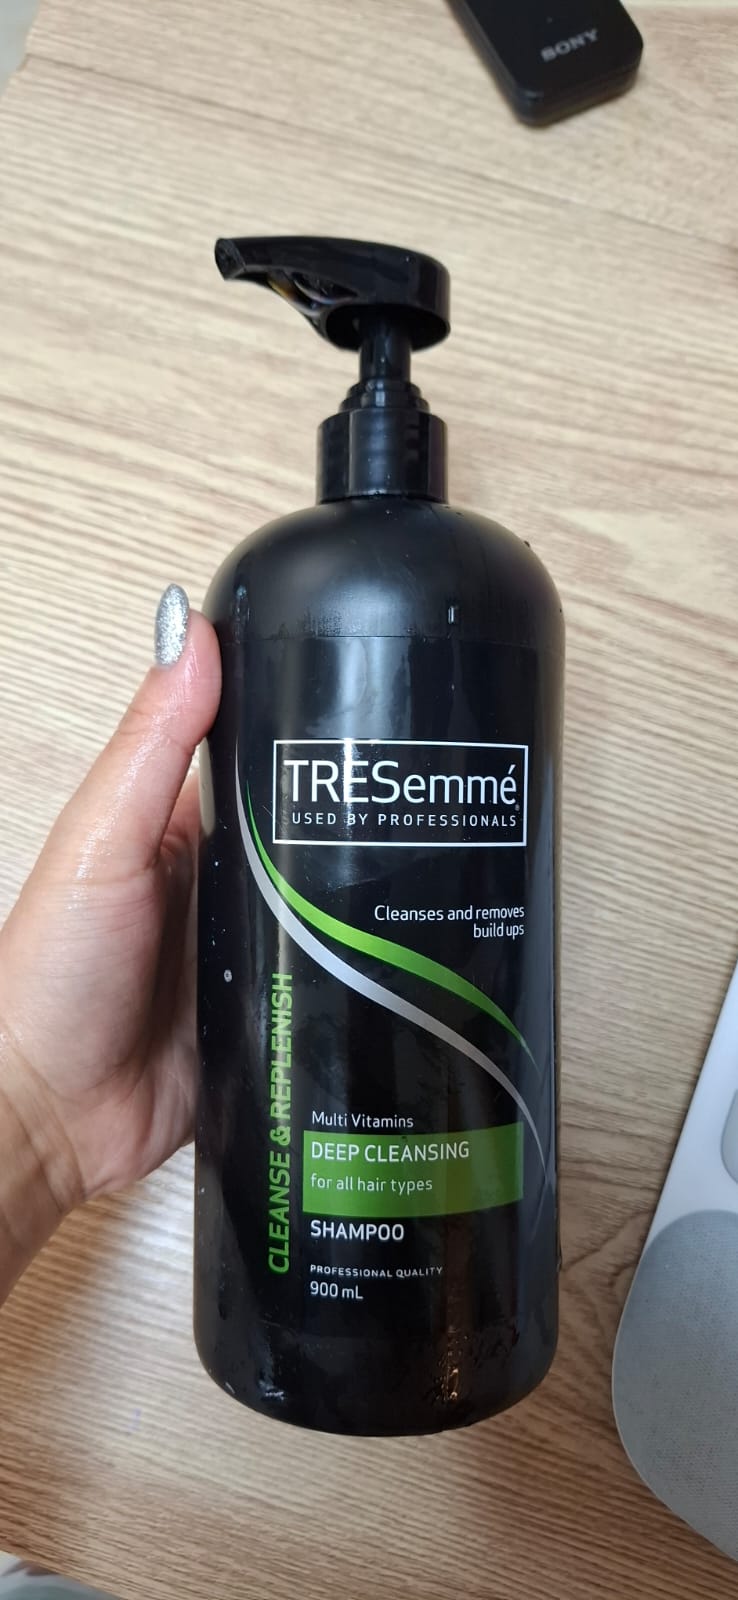 SONY
TRESemmé
USED BY PROFESSIONALS
Cleanses and removes
build ups
CLEANSE & REPLENISH
Multi Vitamins
DEEP CLEANSING
for all hair types
SHAMPOO
PROFESSIONAL QUALITY
900 mL